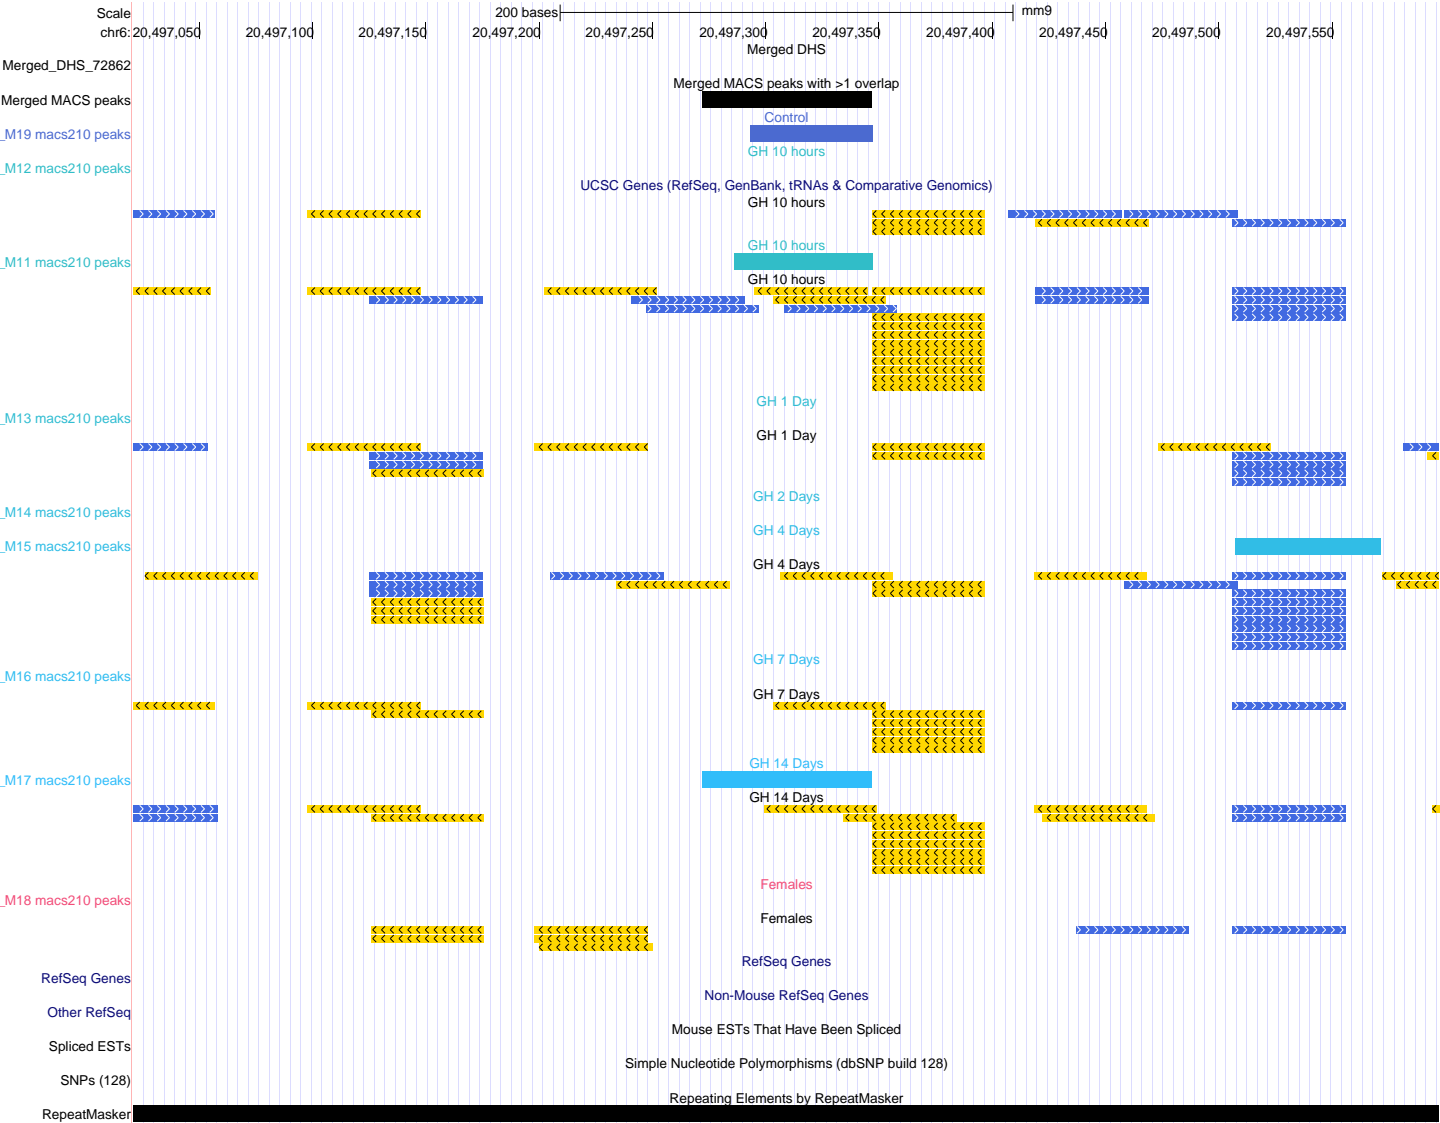 Scale 200 bases mm9
chr6: 20,497,050 20,497,100 20,497,150 20,497,200 20,497,250 20,497,300 20,497,350 20,497,400 20,497,450 20,497,500 20,497,550
Merged DHS
Merged_DHS_72862
Merged MACS peaks with >1 overlap
Merged MACS peaks
Control
_M19 macs210 peaks
GH 10 hours
_M12 macs210 peaks
UCSC Genes (RefSeq, GenBank, tRNAs & Comparative Genomics)
GH 10 hours
GH 10 hours
_M11 macs210 peaks
GH 10 hours
GH 1 Day
_M13 macs210 peaks
GH 1 Day
GH 2 Days
_M14 macs210 peaks
GH 4 Days
_M15 macs210 peaks
GH 4 Days
GH 7 Days
_M16 macs210 peaks
GH 7 Days
GH 14 Days
_M17 macs210 peaks
GH 14 Days
Females
_M18 macs210 peaks
Females
RefSeq Genes
RefSeq Genes
Non-Mouse RefSeq Genes
Other RefSeq
Mouse ESTs That Have Been Spliced
Spliced ESTs
Simple Nucleotide Polymorphisms (dbSNP build 128)
SNPs (128)
Repeating Elements by RepeatMasker
RepeatMasker